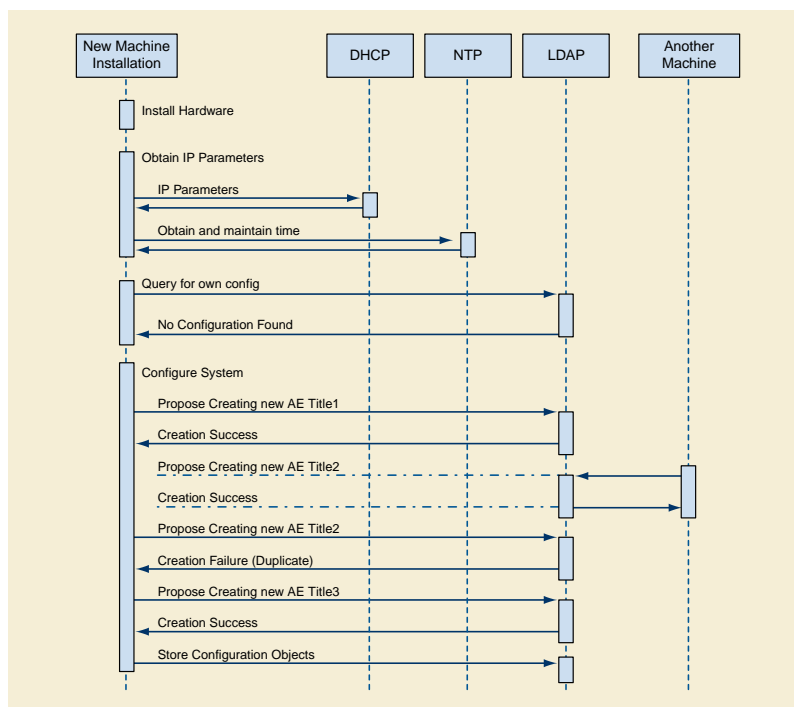 New Machine
Installation
DHCP
NTP
LDAP
Another
Machine
Install Hardware
Obtain IP Parameters
IP Parameters
Obtain and maintain time
Query for own config
No Configuration Found
Configure System
Propose Creating new AE Title1
Creation Success
Propose Creating new AE Title2
Creation Success
Propose Creating new AE Title2
Creation Failure (Duplicate)
Propose Creating new AE Title3
Creation Success
Store Configuration Objects